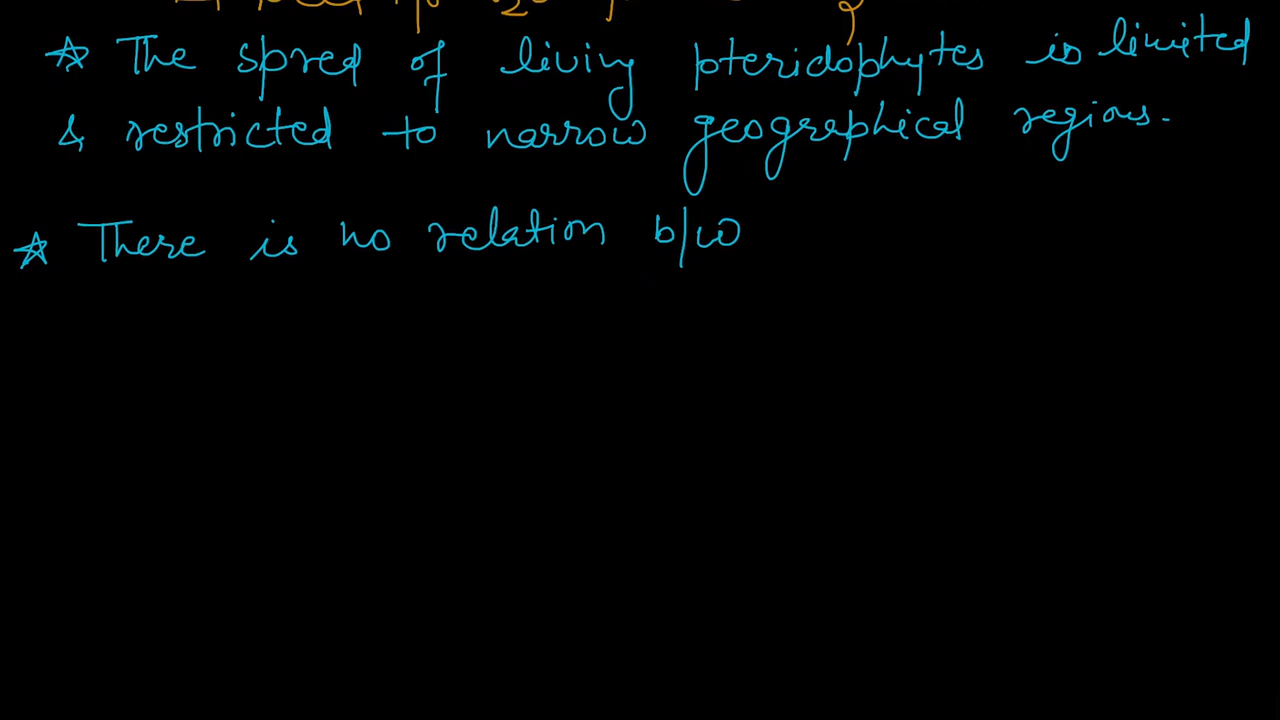 ☆ The spred of living pteridophytes is limited
& restricted to narrow geographical regions.
☆ There is no relation b/w